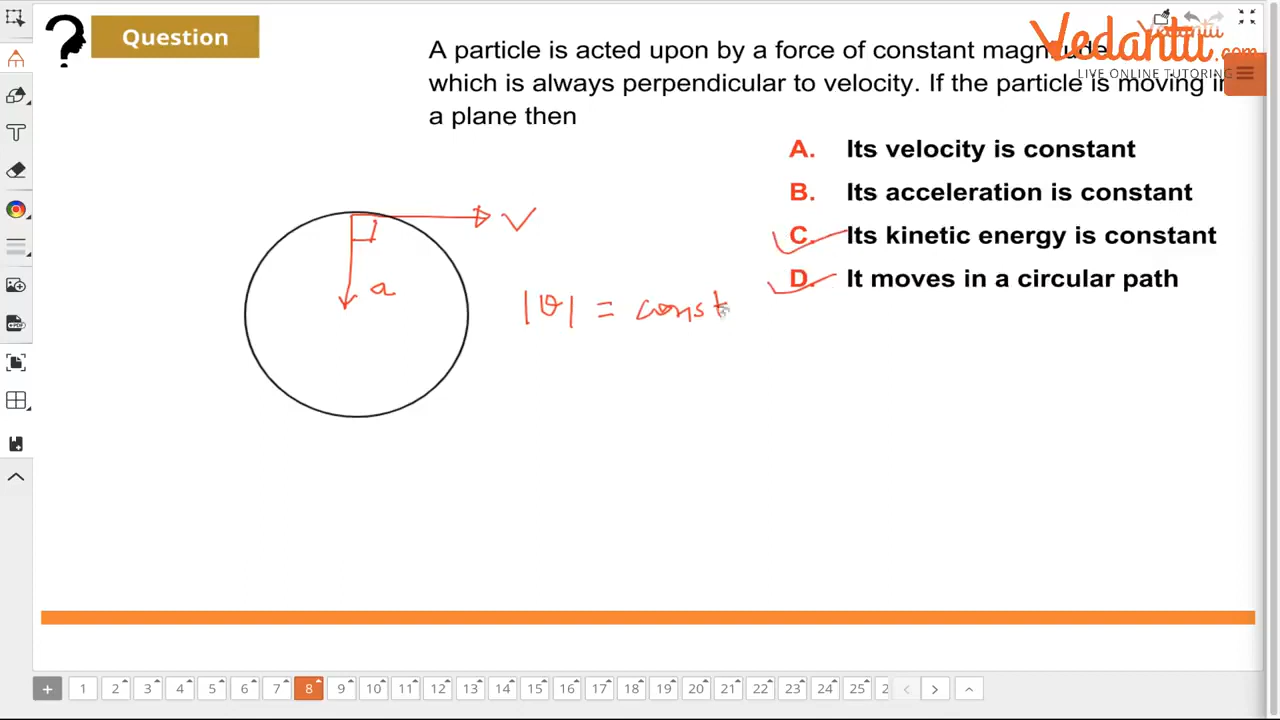 Question
A particle is acted upon by a force of constant magnitude
which is always perpendicular to velocity. If the particle is moving in
a plane then
Vedantu.com
LIVE ONLINE TUTORING
A. Its velocity is constant
B. Its acceleration is constant
C. Its kinetic energy is constant
D. It moves in a circular path
V
a
|v| = const
1 2 3 4 5 6 7 8 9 10 11 12 13 14 15 16 17 18 19 20 21 22 23 24 25